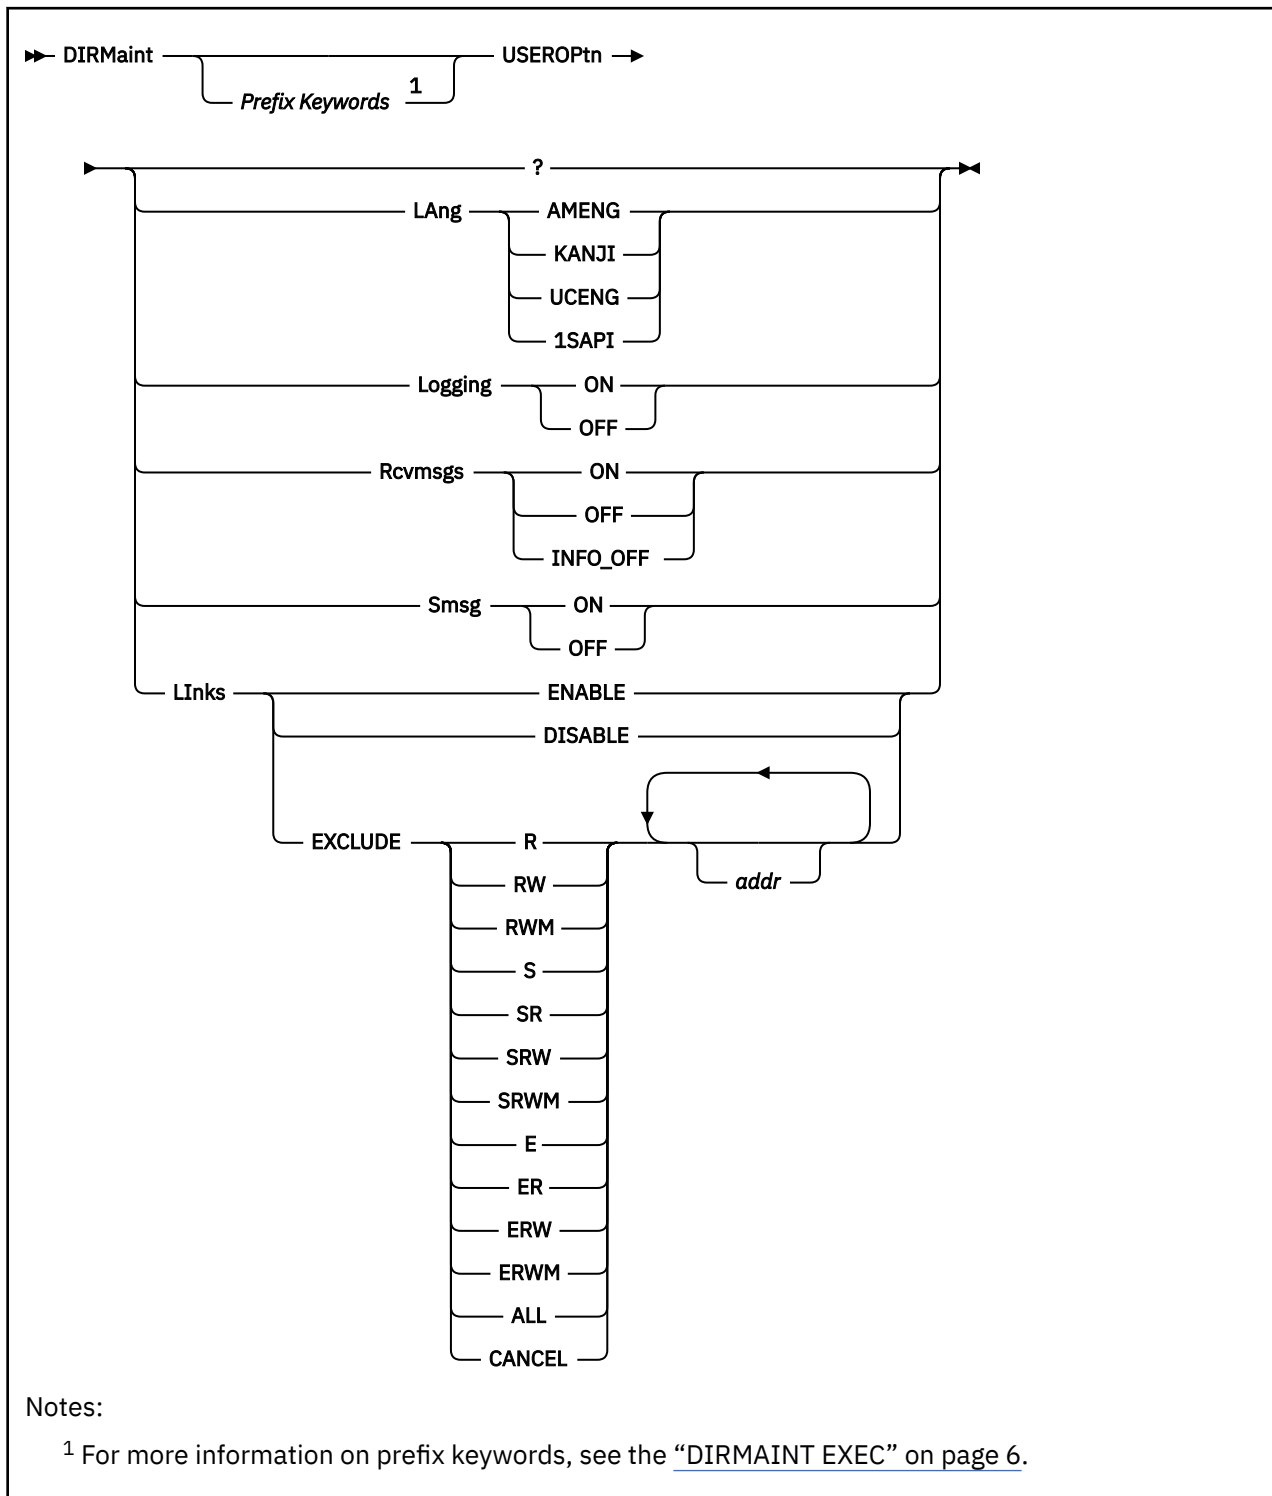 DIRMaint USEROPtn
Prefix Keywords 1
?
LAng AMENG
KANJI
UCENG
1SAPI
Logging ON
OFF
Rcvmsgs ON
OFF
INFO_OFF
Smsg ON
OFF
LInks ENABLE
DISABLE
EXCLUDE R
addr
RW
RWM
S
SR
SRW
SRWM
E
ER
ERW
ERWM
ALL
CANCEL
Notes:
1 For more information on prefix keywords, see the “DIRMAINT EXEC” on page 6.